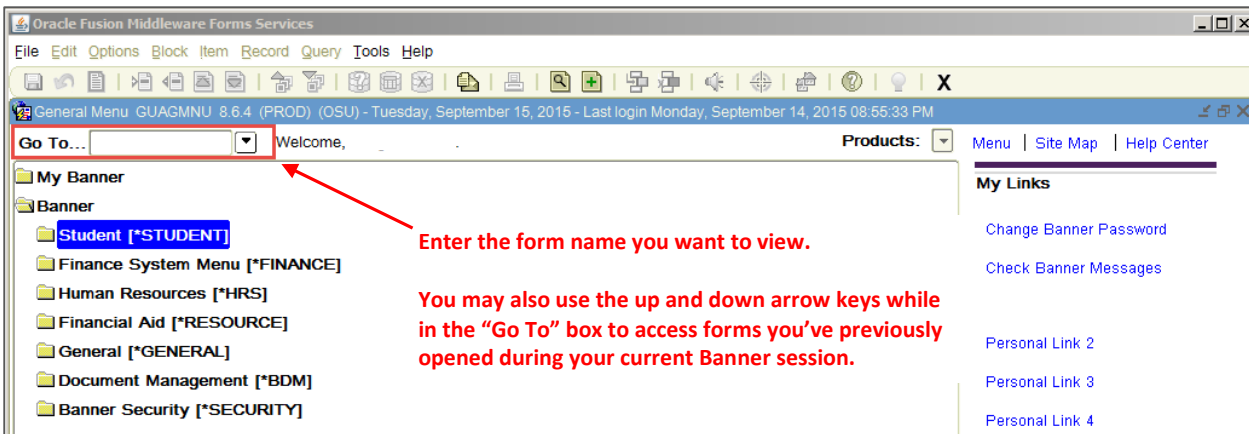 Oracle Fusion Middleware Forms Services
File Edit Options Block Item Record Query Tools Help
X
General Menu GUAGMNU 8.6.4 (PROD) (OSU) - Tuesday, September 15, 2015 - Last login Monday, September 14, 2015 08:55:33 PM
Go To... Welcome, Products: Menu | Site Map | Help Center
My Banner
My Links
Banner
Student [*STUDENT]
Change Banner Password
Enter the form name you want to view.
Finance System Menu [*FINANCE]
Check Banner Messages
Human Resources [*HRS]
You may also use the up and down arrow keys while
Financial Aid [*RESOURCE]
in the “Go To” box to access forms you’ve previously
Personal Link 2
General [*GENERAL]
opened during your current Banner session.
Document Management [*BDM]
Personal Link 3
Banner Security [*SECURITY]
Personal Link 4